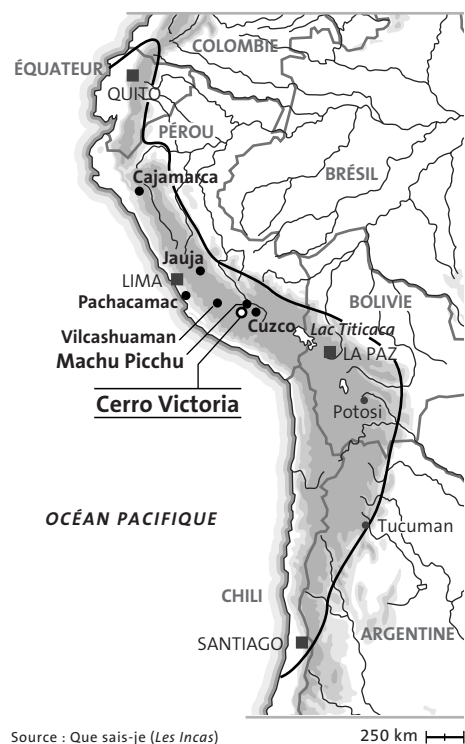 COLOMBIE
ÉQUATEUR
QUITO
PÉROU
Cajamarca
BRÉSIL
Jauja
LIMA
Pachacamac
BOLIVIE
Vilcashuaman
Cuzco
Lac Titicaca
Machu Picchu
LA PAZ
Cerro Victoria
Potosi
OCÉAN PACIFIQUE
Tucuman
CHILI
ARGENTINE
SANTIAGO
Source : Que sais-je (Les Incas)
250 km